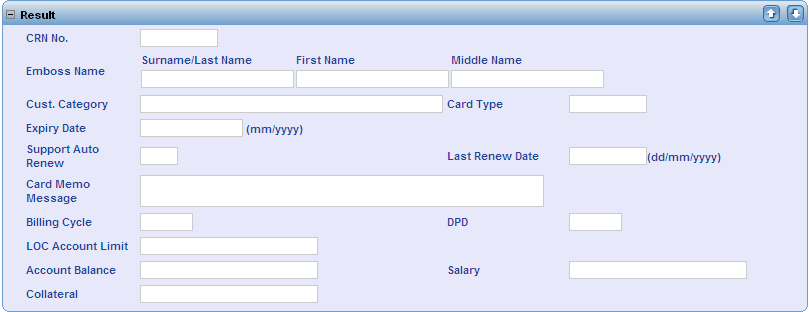 Result
CRN No.
Surname/Last Name First Name Middle Name
Emboss Name
Cust. Category Card Type
Expiry Date (mm/yyyy)
Support Auto
Renew
Last Renew Date (dd/mm/yyyy)
Card Memo
Message
Billing Cycle DPD
LOC Account Limit
Account Balance Salary
Collateral